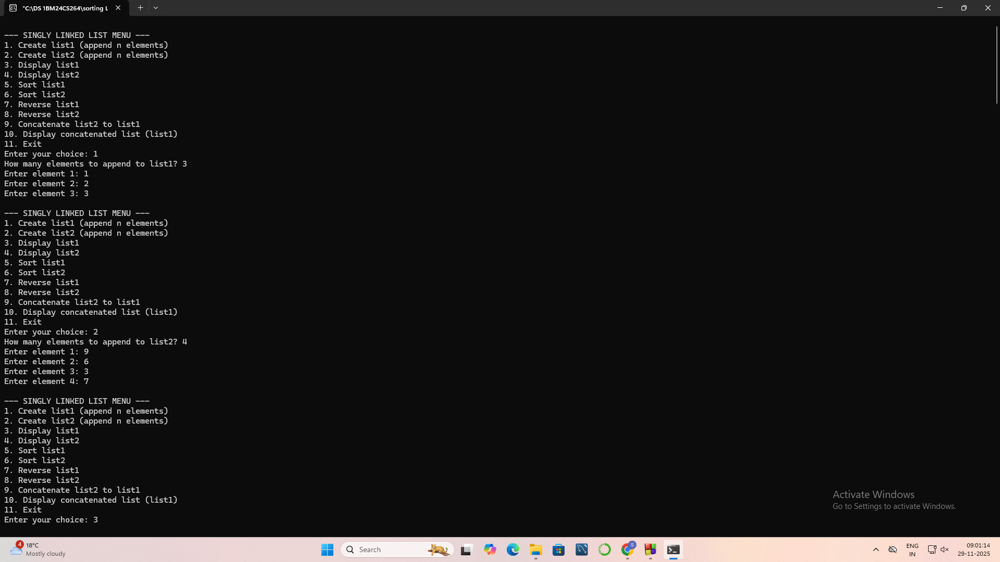 "C:\DS 1BM24CS264\sorting L
--- SINGLY LINKED LIST MENU ---
1. Create list1 (append n elements)
2. Create list2 (append n elements)
3. Display list1
4. Display list2
5. Sort list1
6. Sort list2
7. Reverse list1
8. Reverse list2
9. Concatenate list2 to list1
10. Display concatenated list (list1)
11. Exit
Enter your choice: 1
How many elements to append to list1? 3
Enter element 1: 1
Enter element 2: 2
Enter element 3: 3
--- SINGLY LINKED LIST MENU ---
1. Create list1 (append n elements)
2. Create list2 (append n elements)
3. Display list1
4. Display list2
5. Sort list1
6. Sort list2
7. Reverse list1
8. Reverse list2
9. Concatenate list2 to list1
10. Display concatenated list (list1)
11. Exit
Enter your choice: 2
How many elements to append to list2? 4
Enter element 1: 9
Enter element 2: 6
Enter element 3: 3
Enter element 4: 7
--- SINGLY LINKED LIST MENU ---
1. Create list1 (append n elements)
2. Create list2 (append n elements)
3. Display list1
4. Display list2
5. Sort list1
6. Sort list2
7. Reverse list1
8. Reverse list2
9. Concatenate list2 to list1
10. Display concatenated list (list1)
11. Exit
Enter your choice: 3
Activate Windows
Go to Settings to activate Windows.
4
18°C
Mostly cloudy
Search
S
ENG
IN
09:01:14
29-11-2025